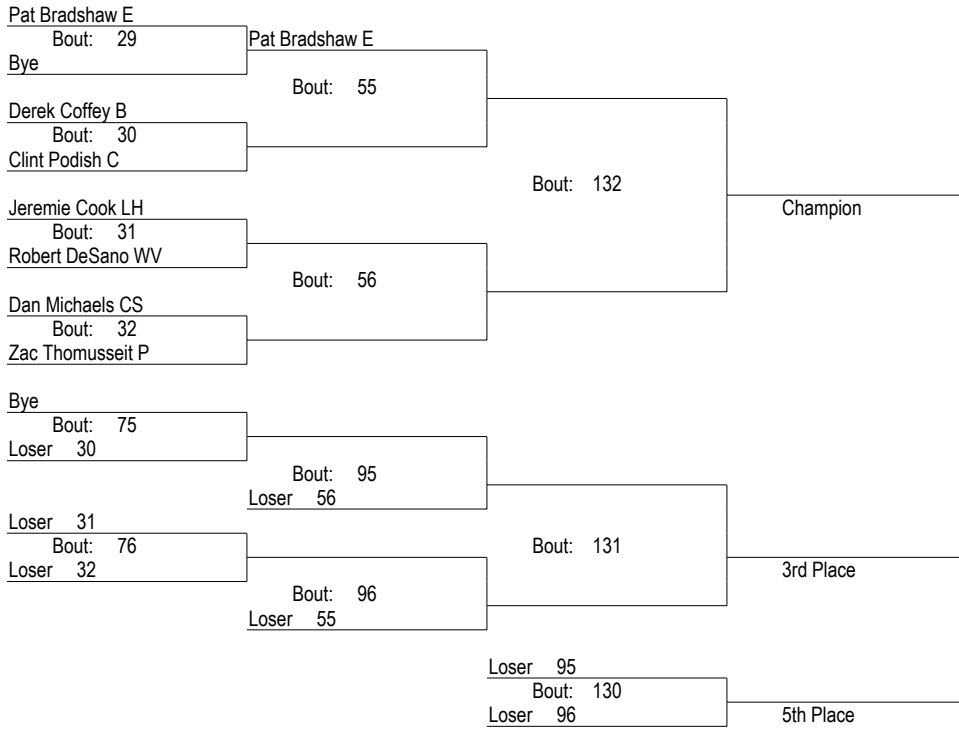 Pat Bradshaw E
Bout: 29
Pat Bradshaw E
Bye
Bout: 55
Derek Coffey B
Bout: 30
Clint Podish C
Bout: 132
Jeremie Cook LH
Champion
Bout: 31
Robert DeSano WV
Bout: 56
Dan Michaels CS
Bout: 32
Zac Thomusseit P
Bye
Bout: 75
Loser 30
Bout: 95
Loser 56
Loser 31
Bout: 76
Bout: 131
Loser 32
3rd Place
Bout: 96
Loser 55
Loser 95
Bout: 130
Loser 96
5th Place